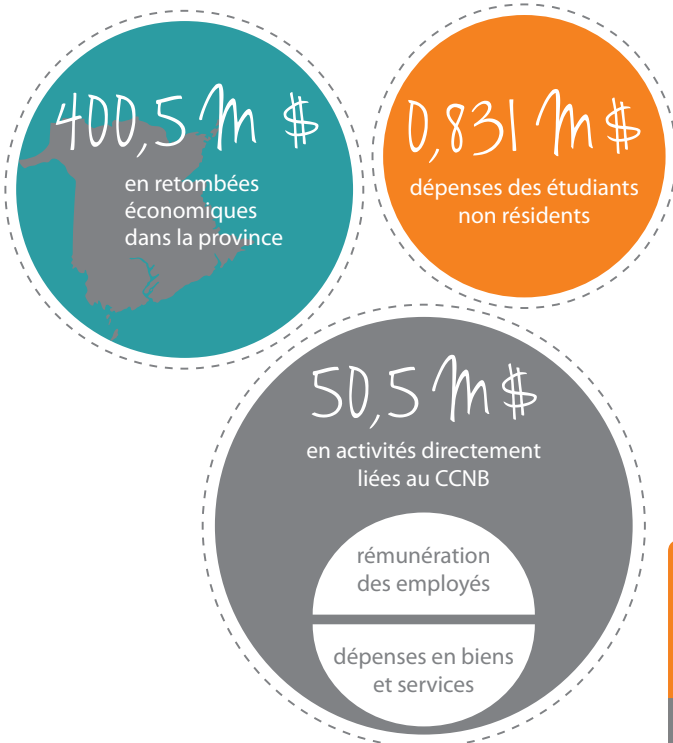 400,5 M $
en retombées
économiques
dans la province
0,831 M $
dépenses des étudiants
non résidents
50,5 M $
en activités directement
liées au CCNB
rémunération
des employés
dépenses en biens
et services